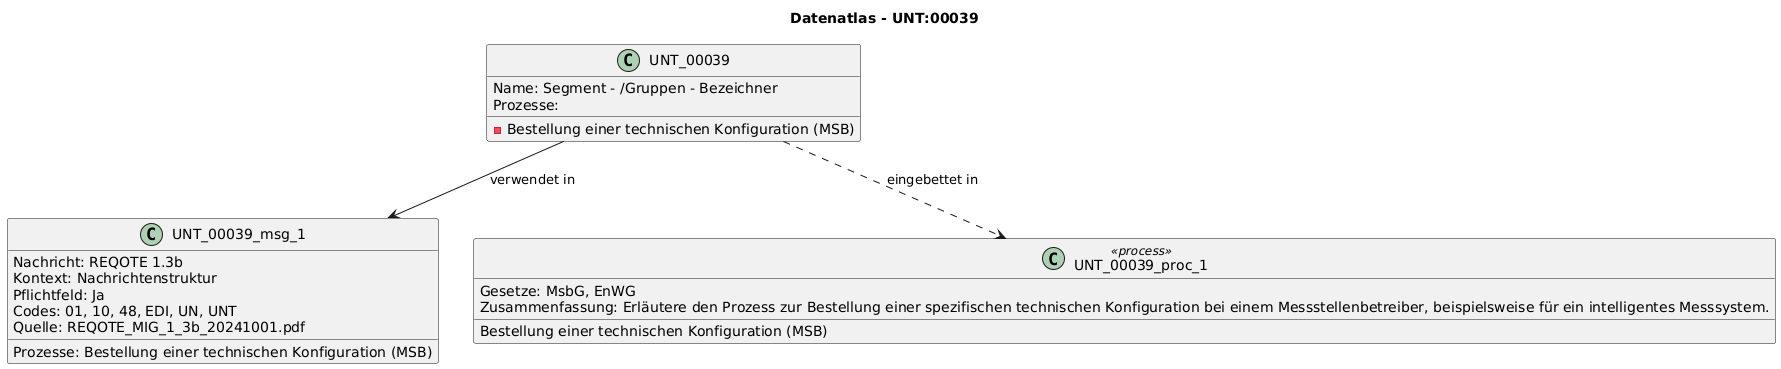 Datenatlas - UNT:00039
C UNT_00039
Name: Segment - /Gruppen - Bezeichner
Prozesse:
Bestellung einer technischen Konfiguration (MSB)
verwendet in
eingebettet in
C UNT_00039_msg_1
Nachricht: REQOTE 1.3b
Kontext: Nachrichtenstruktur
Pflichtfeld: Ja
Codes: 01, 10, 48, EDI, UN, UNT
Quelle: REQOTE_MIG_1_3b_20241001.pdf
Prozesse: Bestellung einer technischen Konfiguration (MSB)
«process»
C UNT_00039_proc_1
Gesetze: MsbG, EnWG
Zusammenfassung: Erläutere den Prozess zur Bestellung einer spezifischen technischen Konfiguration bei einem Messstellenbetreiber, beispielsweise für ein intelligentes Messsystem.
Bestellung einer technischen Konfiguration (MSB)